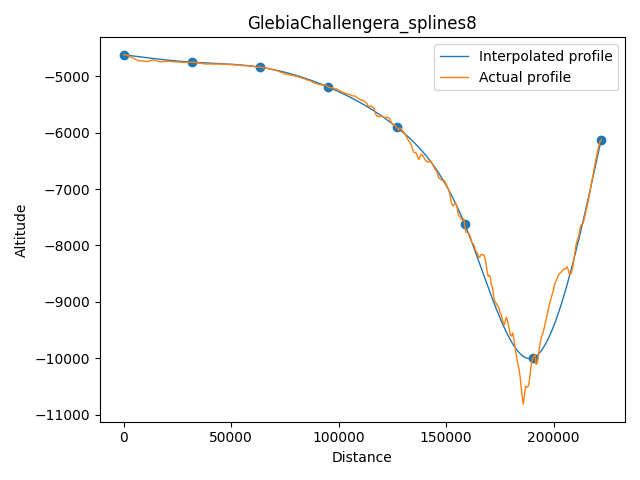 GlebiaChallengera_splines8
Interpolated profile
Actual profile
Altitude
−5000
−6000
−7000
−8000
−9000
−10000
−11000
0
50000
100000
150000
200000
Distance